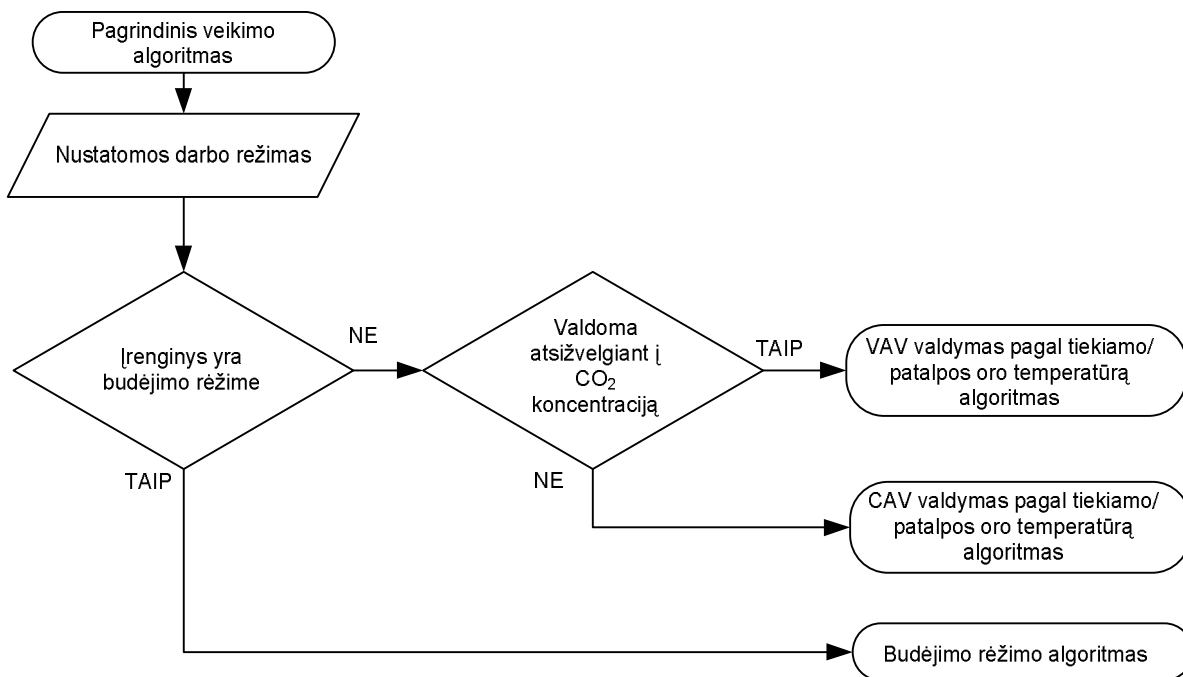 Pagrindinis veikimo
algoritmas
Nustatomos darbo režimas
Įrenginys yra
budėjimo rėžime
NE
TAIP
Valdoma
atsižvelgiant į
CO₂
koncentraciją
TAIP
NE
VAV valdymas pagal tiekiamo/
patalpos oro temperatūrą
algoritmas
CAV valdymas pagal tiekiamo/
patalpos oro temperatūrą
algoritmas
Budėjimo rėžimo algoritmas